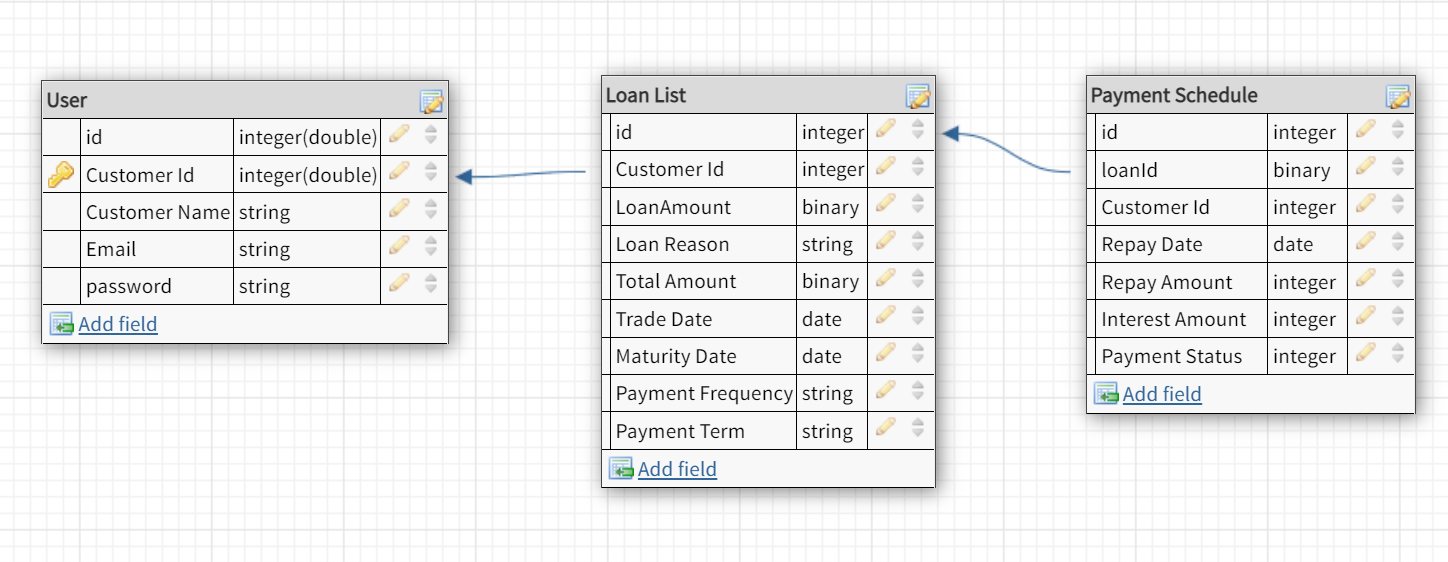 User
id integer(double)
Customer Id integer(double)
Customer Name string
Email string
password string
Add field
Loan List
id integer
Customer Id integer
LoanAmount binary
Loan Reason string
Total Amount binary
Trade Date date
Maturity Date date
Payment Frequency string
Payment Term string
Add field
Payment Schedule
id integer
loanId binary
Customer Id integer
Repay Date date
Repay Amount integer
Interest Amount integer
Payment Status integer
Add field